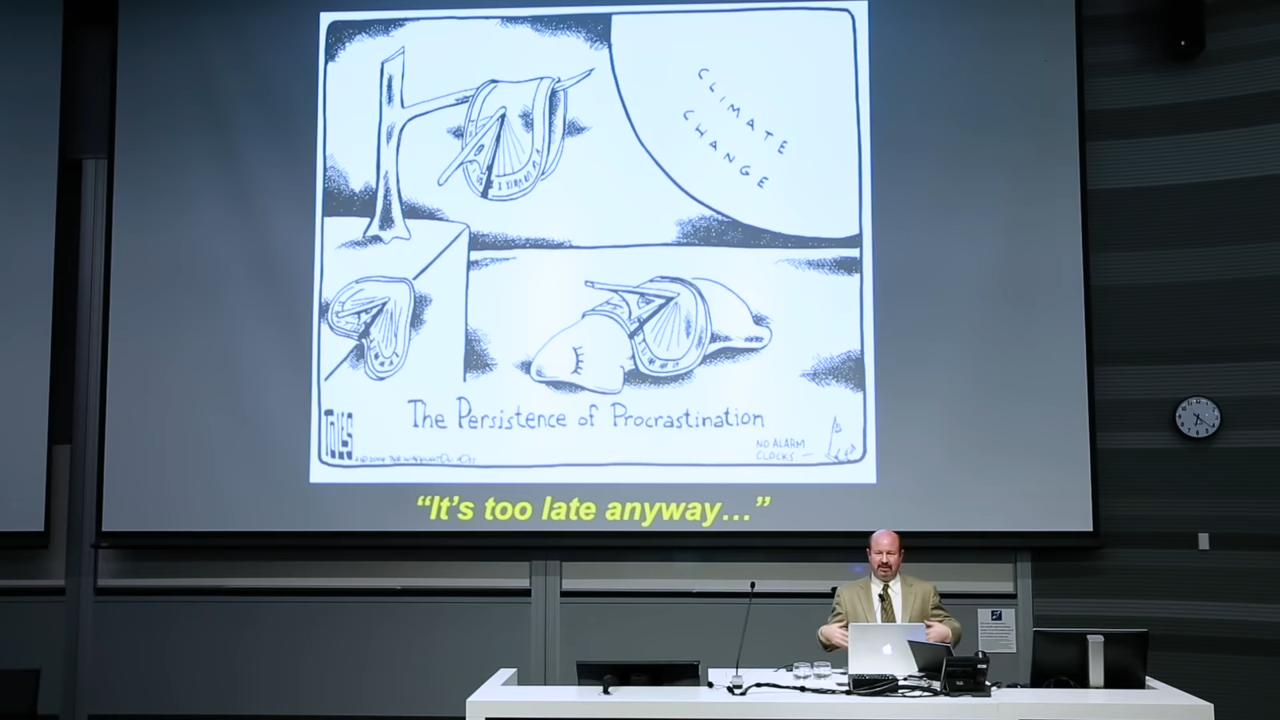 CLIMATE
CHANGE
The Persistence of Procrastination
TOLES
NO ALARM
CLOCKS —
“It’s too late anyway…”